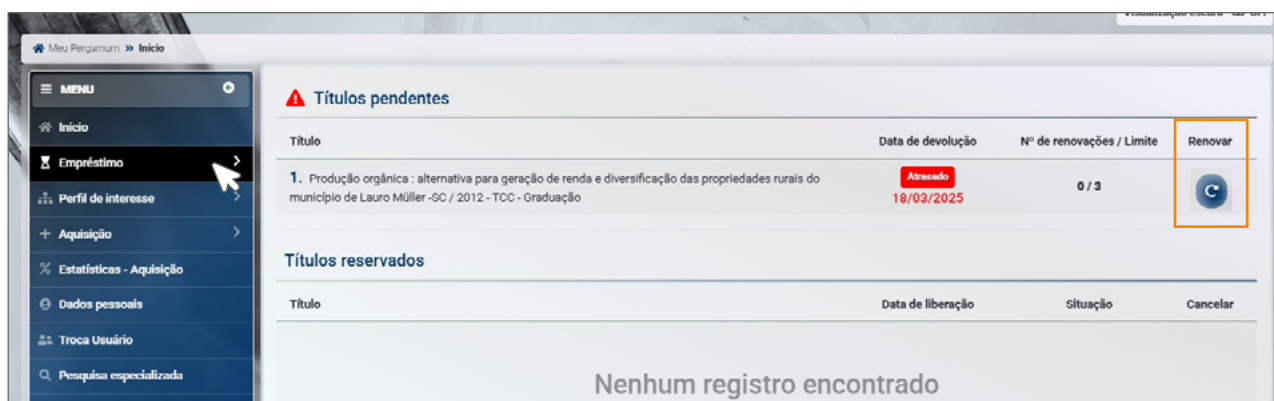 Meu Pergamum » Início
MENU
Início
Empréstimo
Perfil de interesse
Aquisição
Estatísticas - Aquisição
Dados pessoais
Troca Usuário
Pesquisa especializada
Títulos pendentes
Título Data de devolução Nº de renovações / Limite Renovar
1. Produção orgânica : alternativa para geração de renda e diversificação das propriedades rurais do
município de Lauro Müller -SC / 2012 - TCC - Graduação
Atrasado
18/03/2025
0 / 3
Títulos reservados
Título Data de liberação Situação Cancelar
Nenhum registro encontrado